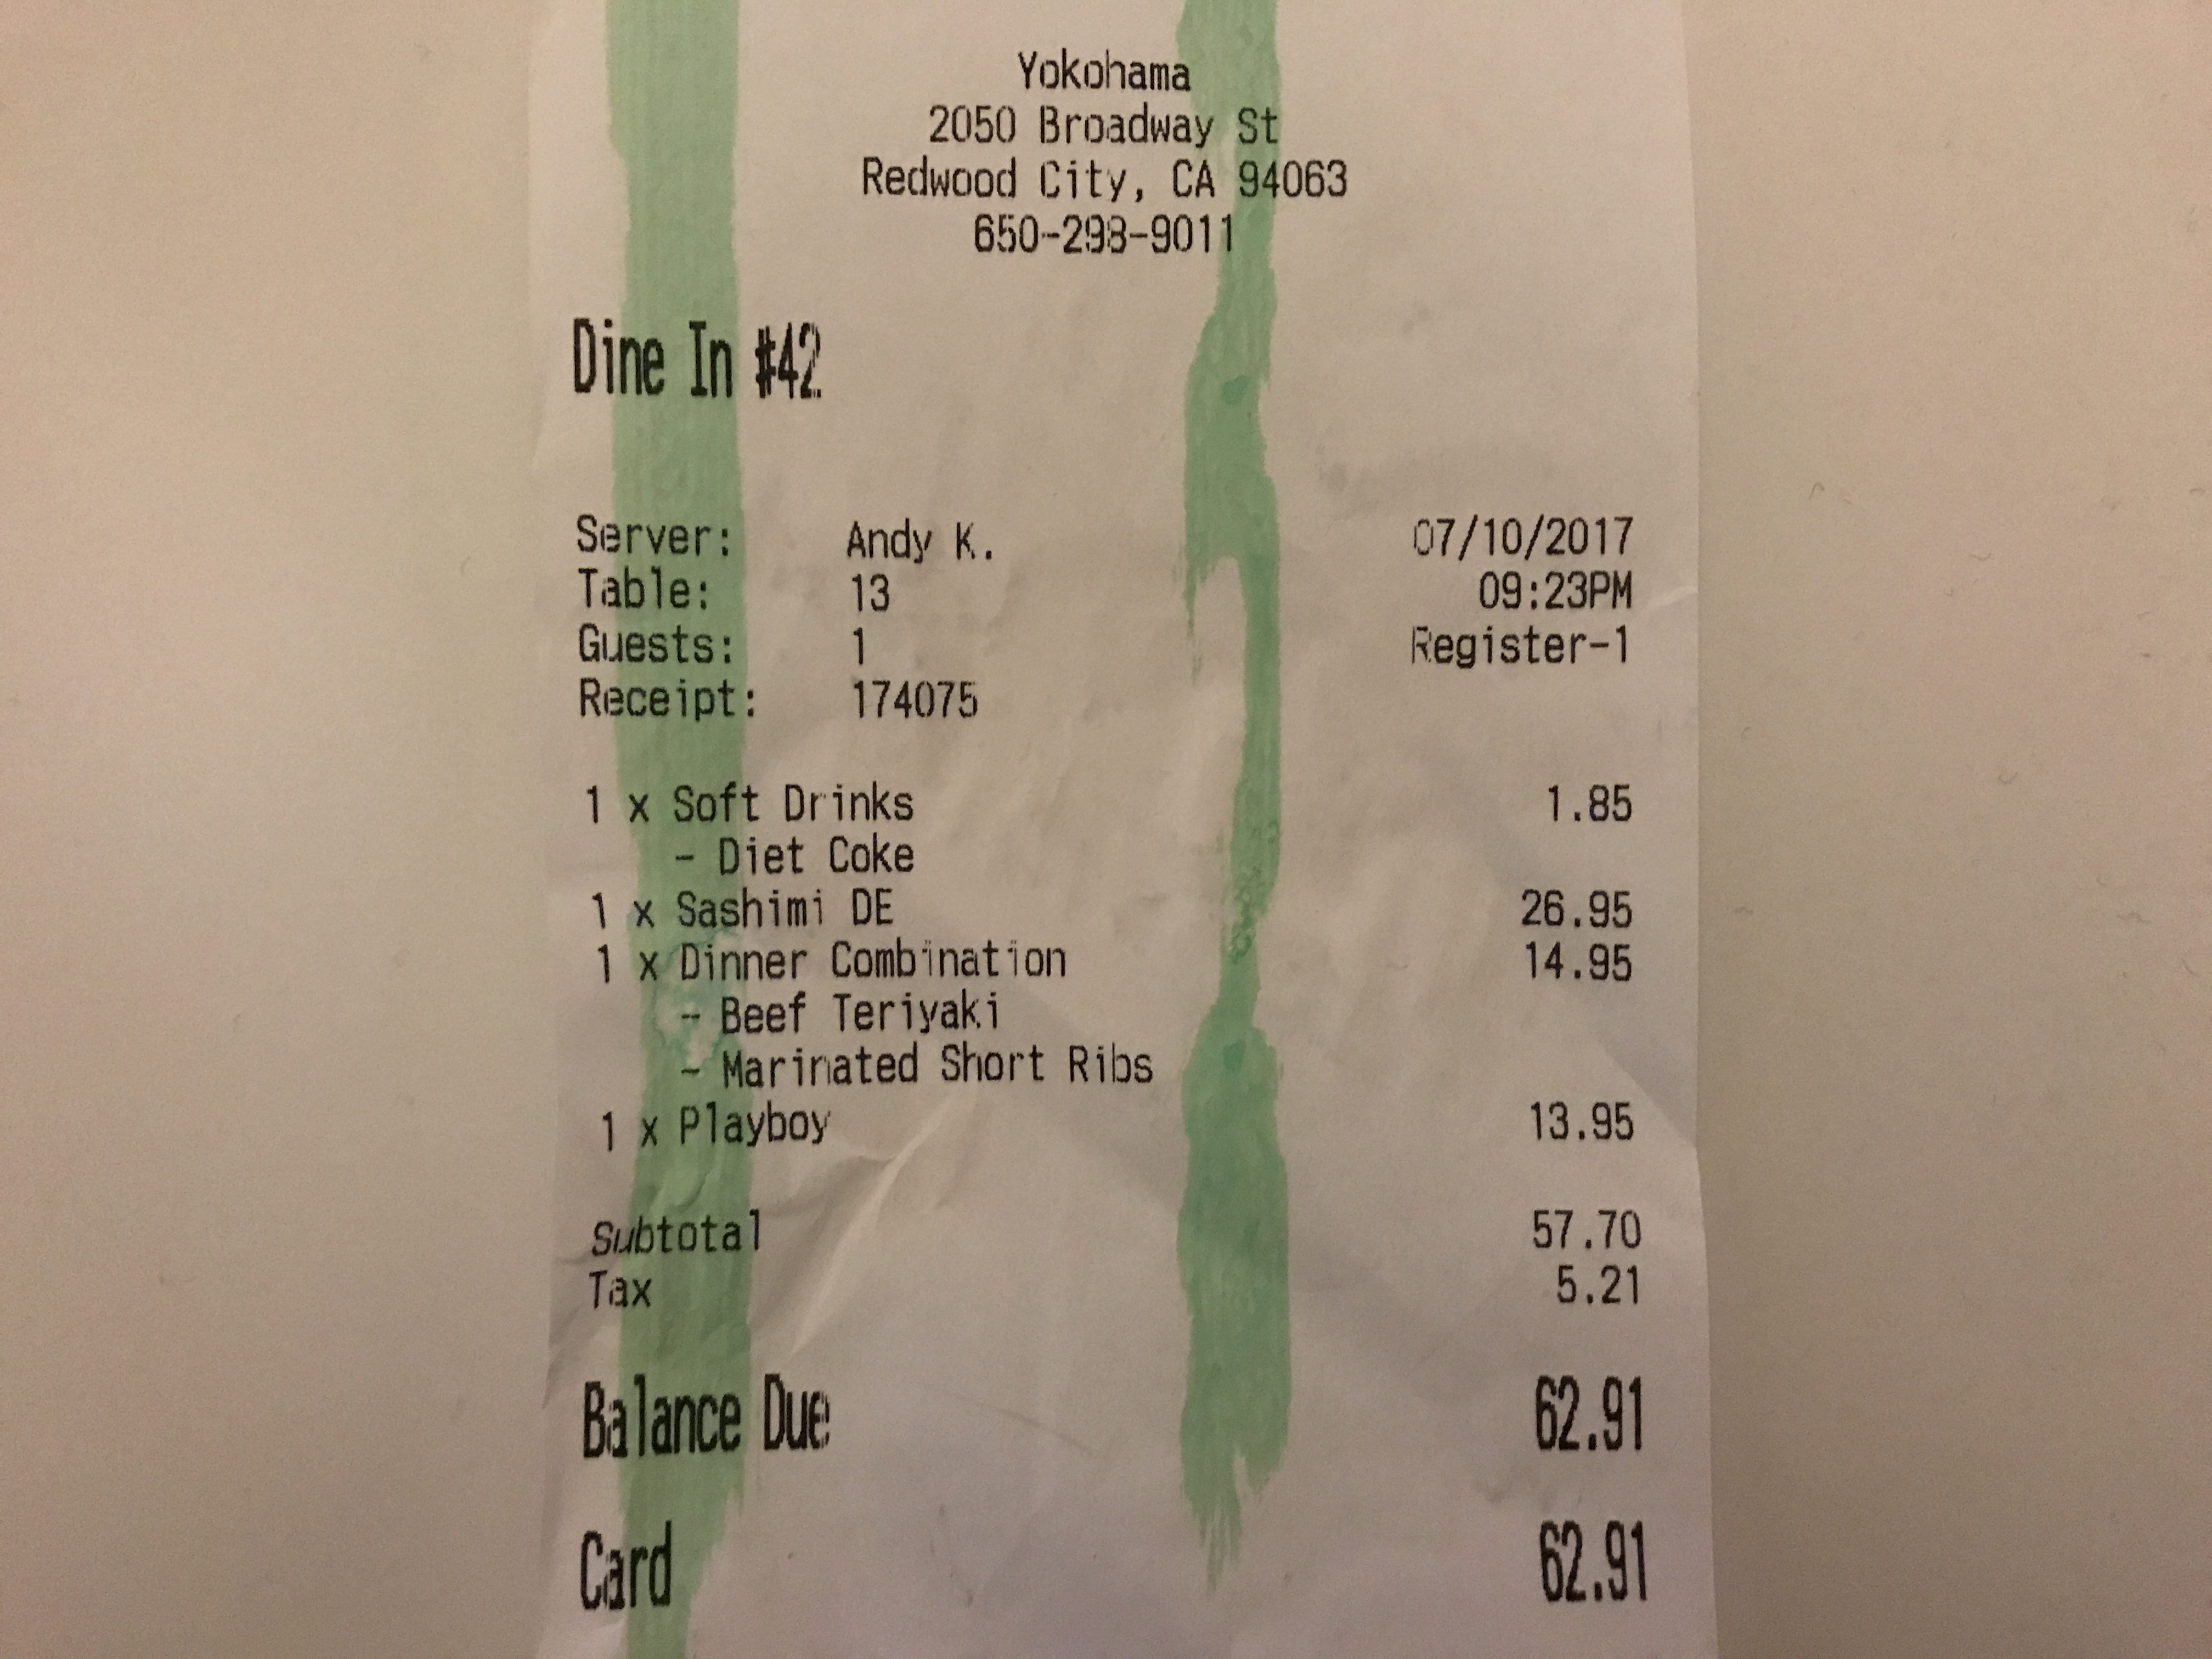 Yokohama
2050 Broadway St
Redwood City, CA 94063
650-298-9011
Dine In #42
Server: Andy K. 07/10/2017
Table: 13 09:23PM
Guests: 1 Register-1
Receipt: 174075
1 x Soft Drinks 1.85
- Diet Coke
1 x Sashimi DE 26.95
1 x Dinner Combination 14.95
- Beef Teriyaki
- Marinated Short Ribs
1 x Playboy 13.95
Subtotal 57.70
Tax 5.21
Balance Due 62.91
Card 62.91